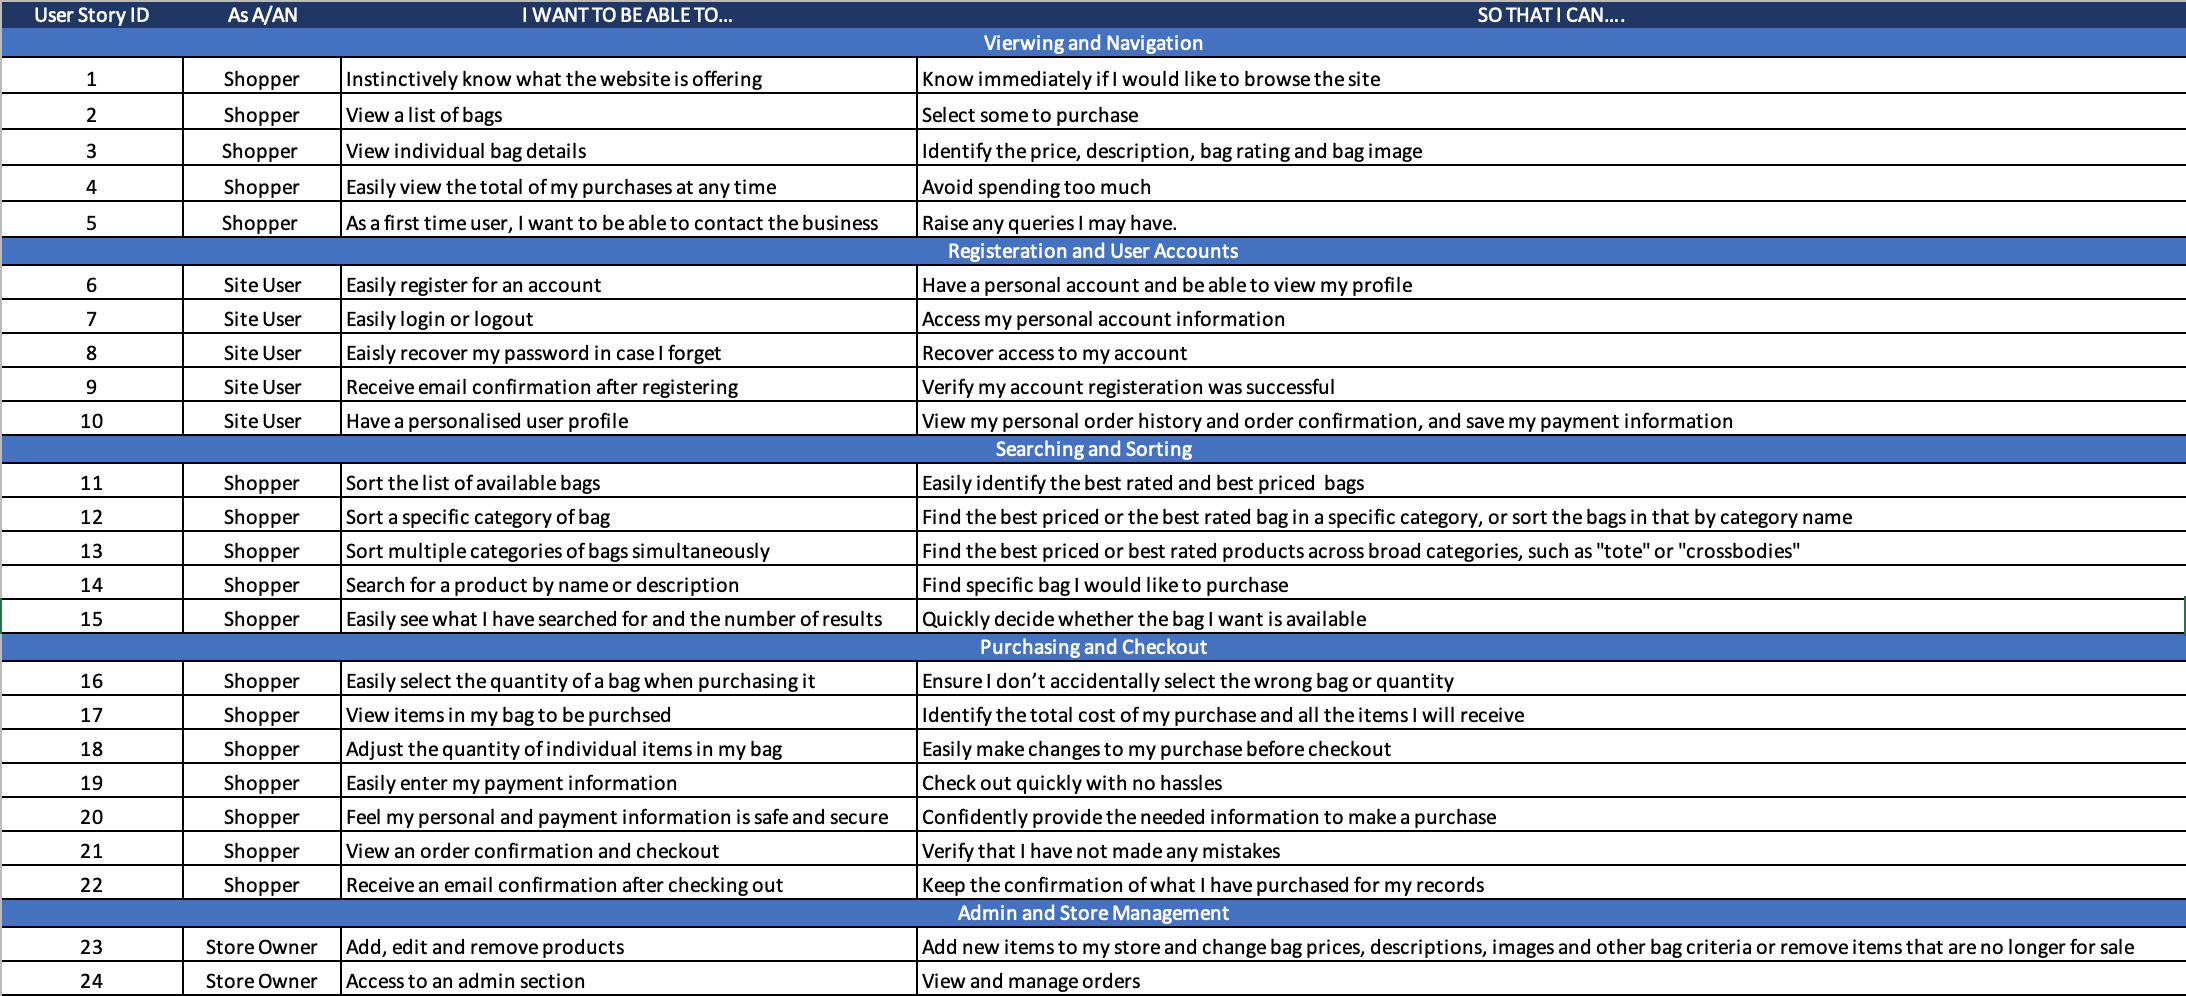 User Story ID As A/AN I WANT TO BE ABLE TO... SO THAT I CAN....
Vierwing and Navigation
1 Shopper Instinctively know what the website is offering Know immediately if I would like to browse the site
2 Shopper View a list of bags Select some to purchase
3 Shopper View individual bag details Identify the price, description, bag rating and bag image
4 Shopper Easily view the total of my purchases at any time Avoid spending too much
5 Shopper As a first time user, I want to be able to contact the business Raise any queries I may have.
Registeration and User Accounts
6 Site User Easily register for an account Have a personal account and be able to view my profile
7 Site User Easily login or logout Access my personal account information
8 Site User Eaisly recover my password in case I forget Recover access to my account
9 Site User Receive email confirmation after registering Verify my account registeration was successful
10 Site User Have a personalised user profile View my personal order history and order confirmation, and save my payment information
Searching and Sorting
11 Shopper Sort the list of available bags Easily identify the best rated and best priced  bags
12 Shopper Sort a specific category of bag Find the best priced or the best rated bag in a specific category, or sort the bags in that by category name
13 Shopper Sort multiple categories of bags simultaneously Find the best priced or best rated products across broad categories, such as "tote" or "crossbodies"
14 Shopper Search for a product by name or description Find specific bag I would like to purchase
15 Shopper Easily see what I have searched for and the number of results Quickly decide whether the bag I want is available
Purchasing and Checkout
16 Shopper Easily select the quantity of a bag when purchasing it Ensure I don’t accidentally select the wrong bag or quantity
17 Shopper View items in my bag to be purchsed Identify the total cost of my purchase and all the items I will receive
18 Shopper Adjust the quantity of individual items in my bag Easily make changes to my purchase before checkout
19 Shopper Easily enter my payment information Check out quickly with no hassles
20 Shopper Feel my personal and payment information is safe and secure Confidently provide the needed information to make a purchase
21 Shopper View an order confirmation and checkout Verify that I have not made any mistakes
22 Shopper Receive an email confirmation after checking out Keep the confirmation of what I have purchased for my records
Admin and Store Management
23 Store Owner Add, edit and remove products Add new items to my store and change bag prices, descriptions, images and other bag criteria or remove items that are no longer for sale
24 Store Owner Access to an admin section View and manage orders